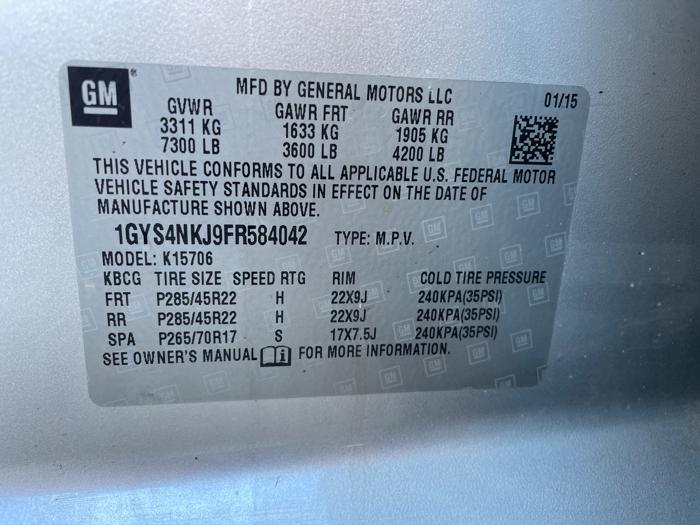 GM
MFD BY GENERAL MOTORS LLC 01/15
GVWR GAWR FRT GAWR RR
3311 KG 1633 KG 1905 KG
7300 LB 3600 LB 4200 LB
THIS VEHICLE CONFORMS TO ALL APPLICABLE U.S. FEDERAL MOTOR
VEHICLE SAFETY STANDARDS IN EFFECT ON THE DATE OF
MANUFACTURE SHOWN ABOVE.
1GYS4NKJ9FR584042 TYPE: M.P.V.
MODEL: K15706
KBCG TIRE SIZE SPEED RTG RIM COLD TIRE PRESSURE
FRT P285/45R22 H 22X9J 240KPA(35PSI)
RR P285/45R22 H 22X9J 240KPA(35PSI)
SPA P265/70R17 S 17X7.5J 240KPA(35PSI)
SEE OWNER'S MANUAL i FOR MORE INFORMATION.